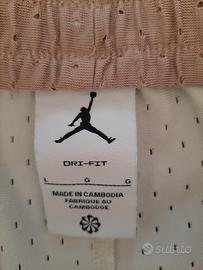 DRI-FIT
L G G
MADE IN CAMBODIA
FABRIQUÉ AU
CAMBODGE
subito